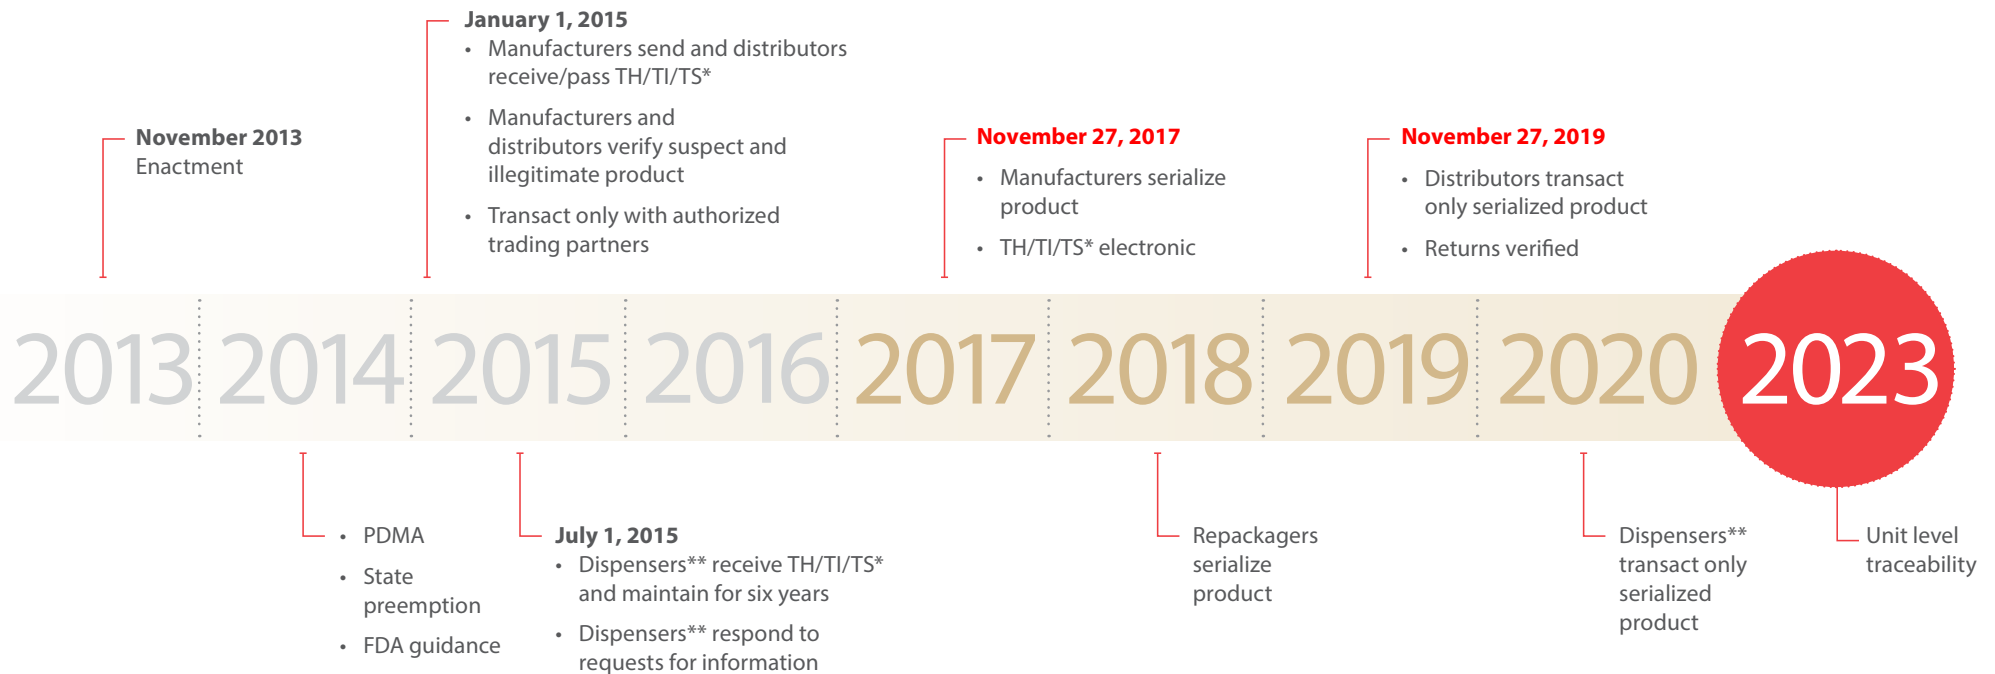 January 1, 2015
• Manufacturers send and distributors
receive/pass TH/TI/TS*
• Manufacturers and
distributors verify suspect and
illegitimate product
• Transact only with authorized
trading partners
November 2013
Enactment
November 27, 2017
• Manufacturers serialize
product
• TH/TI/TS* electronic
November 27, 2019
• Distributors transact
only serialized product
• Returns verified
2013 2014 2015 2016 2017 2018 2019 2020 2023
• PDMA
• State
preemption
• FDA guidance
July 1, 2015
• Dispensers** receive TH/TI/TS*
and maintain for six years
• Dispensers** respond to
requests for information
Repackagers
serialize
product
Dispensers**
transact only
serialized
product
Unit level
traceability